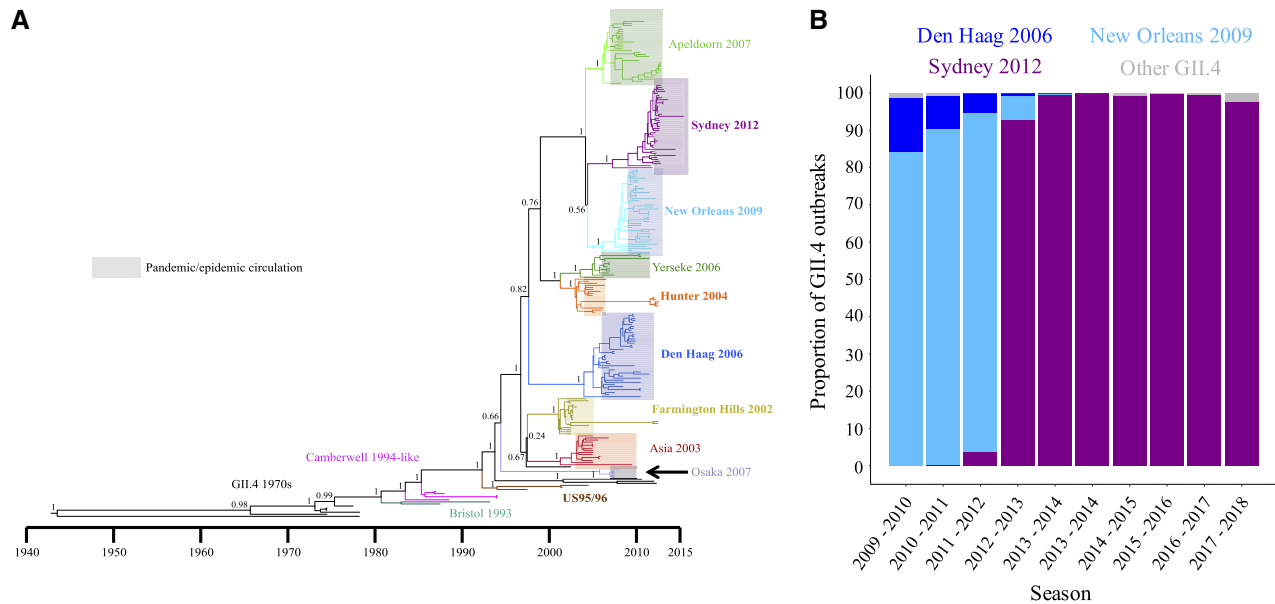 A
Apeldoorn 2007
1
Sydney 2012
1
1
1
0.56
New Orleans 2009
0.76
1
Pandemic/epidemic circulation
Yerseke 2006
1
1
Hunter 2004
0.82
Den Haag 2006
1
1
Farmington Hills 2002
1
0.66
0.24
Asia 2003
0.67
1
Camberwell 1994-like
1
Osaka 2007
1
1
GII.4 1970s
0.99
1
1
1
US95/96
0.98
1
Bristol 1993
1940
1950
1960
1970
1980
1990
2000
2010
2015
B
Den Haag 2006
New Orleans 2009
Sydney 2012
Other GII.4
Proportion of GII.4 outbreaks
100
90
80
70
60
50
40
30
20
10
0
2009 - 2010
2010 - 2011
2011 - 2012
2012 - 2013
2013 - 2014
2013 - 2014
2014 - 2015
2015 - 2016
2016 - 2017
2017 - 2018
Season